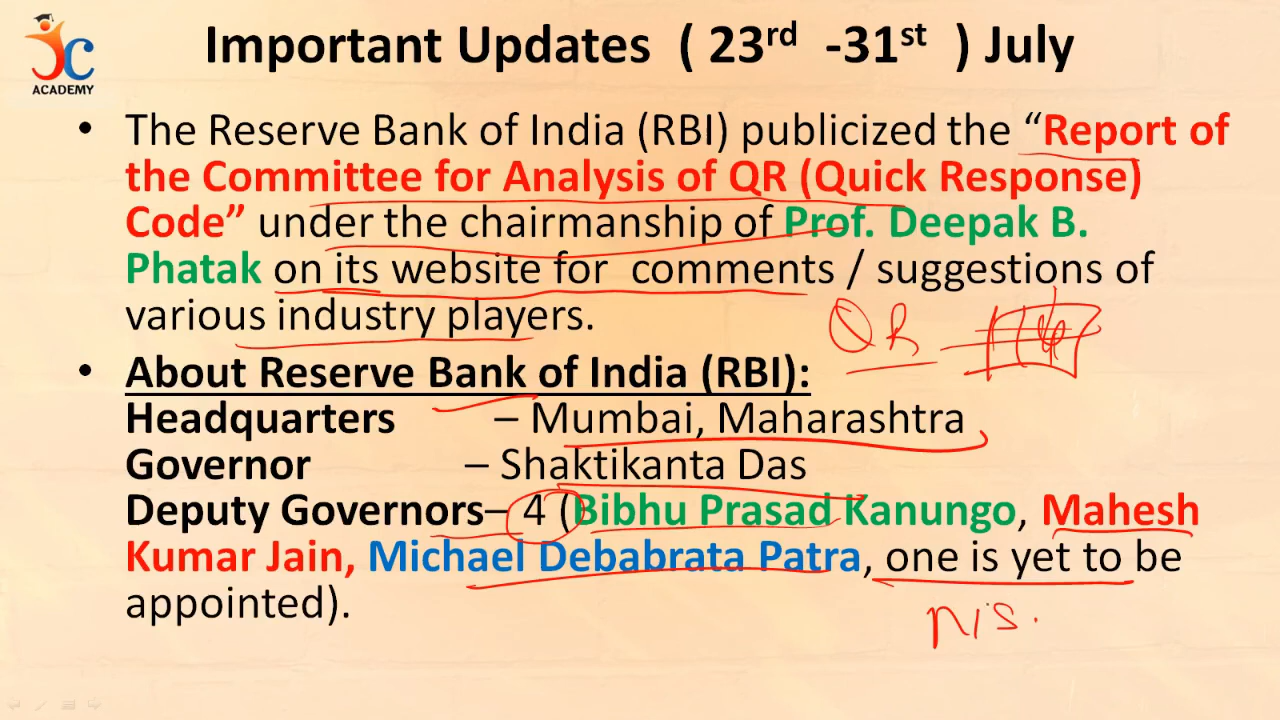 JC
ACADEMY
Important Updates ( 23rd -31st ) July
• The Reserve Bank of India (RBI) publicized the “Report of
the Committee for Analysis of QR (Quick Response)
Code” under the chairmanship of Prof. Deepak B.
Phatak on its website for comments / suggestions of
various industry players.
QR
• About Reserve Bank of India (RBI):
Headquarters – Mumbai, Maharashtra
Governor – Shaktikanta Das
Deputy Governors– 4 (Bibhu Prasad Kanungo, Mahesh
Kumar Jain, Michael Debabrata Patra, one is yet to be
appointed).